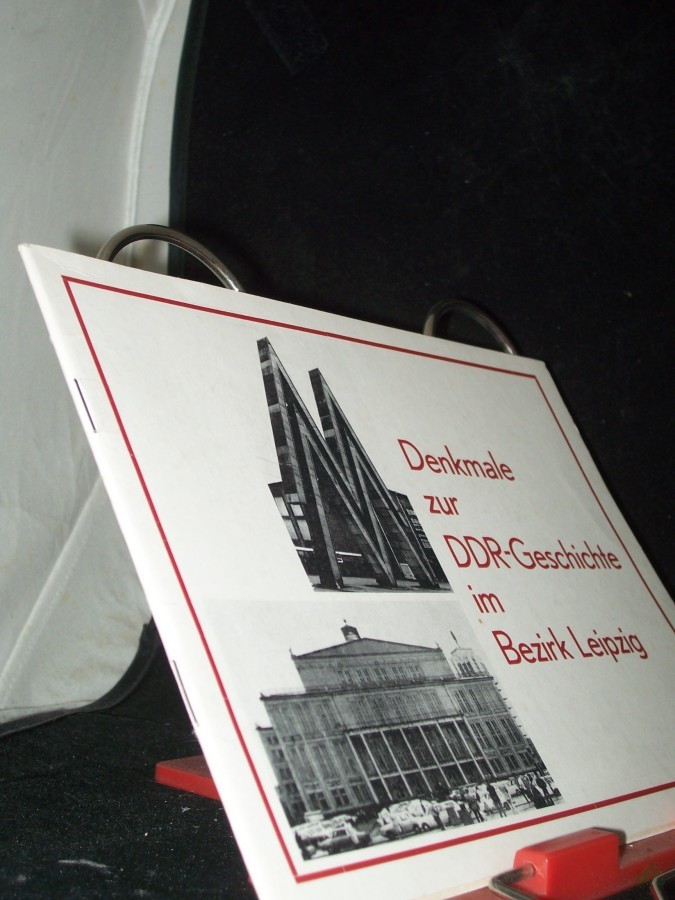 Denkmale
zur
DDR-Geschichte
im
Bezirk Leipzig